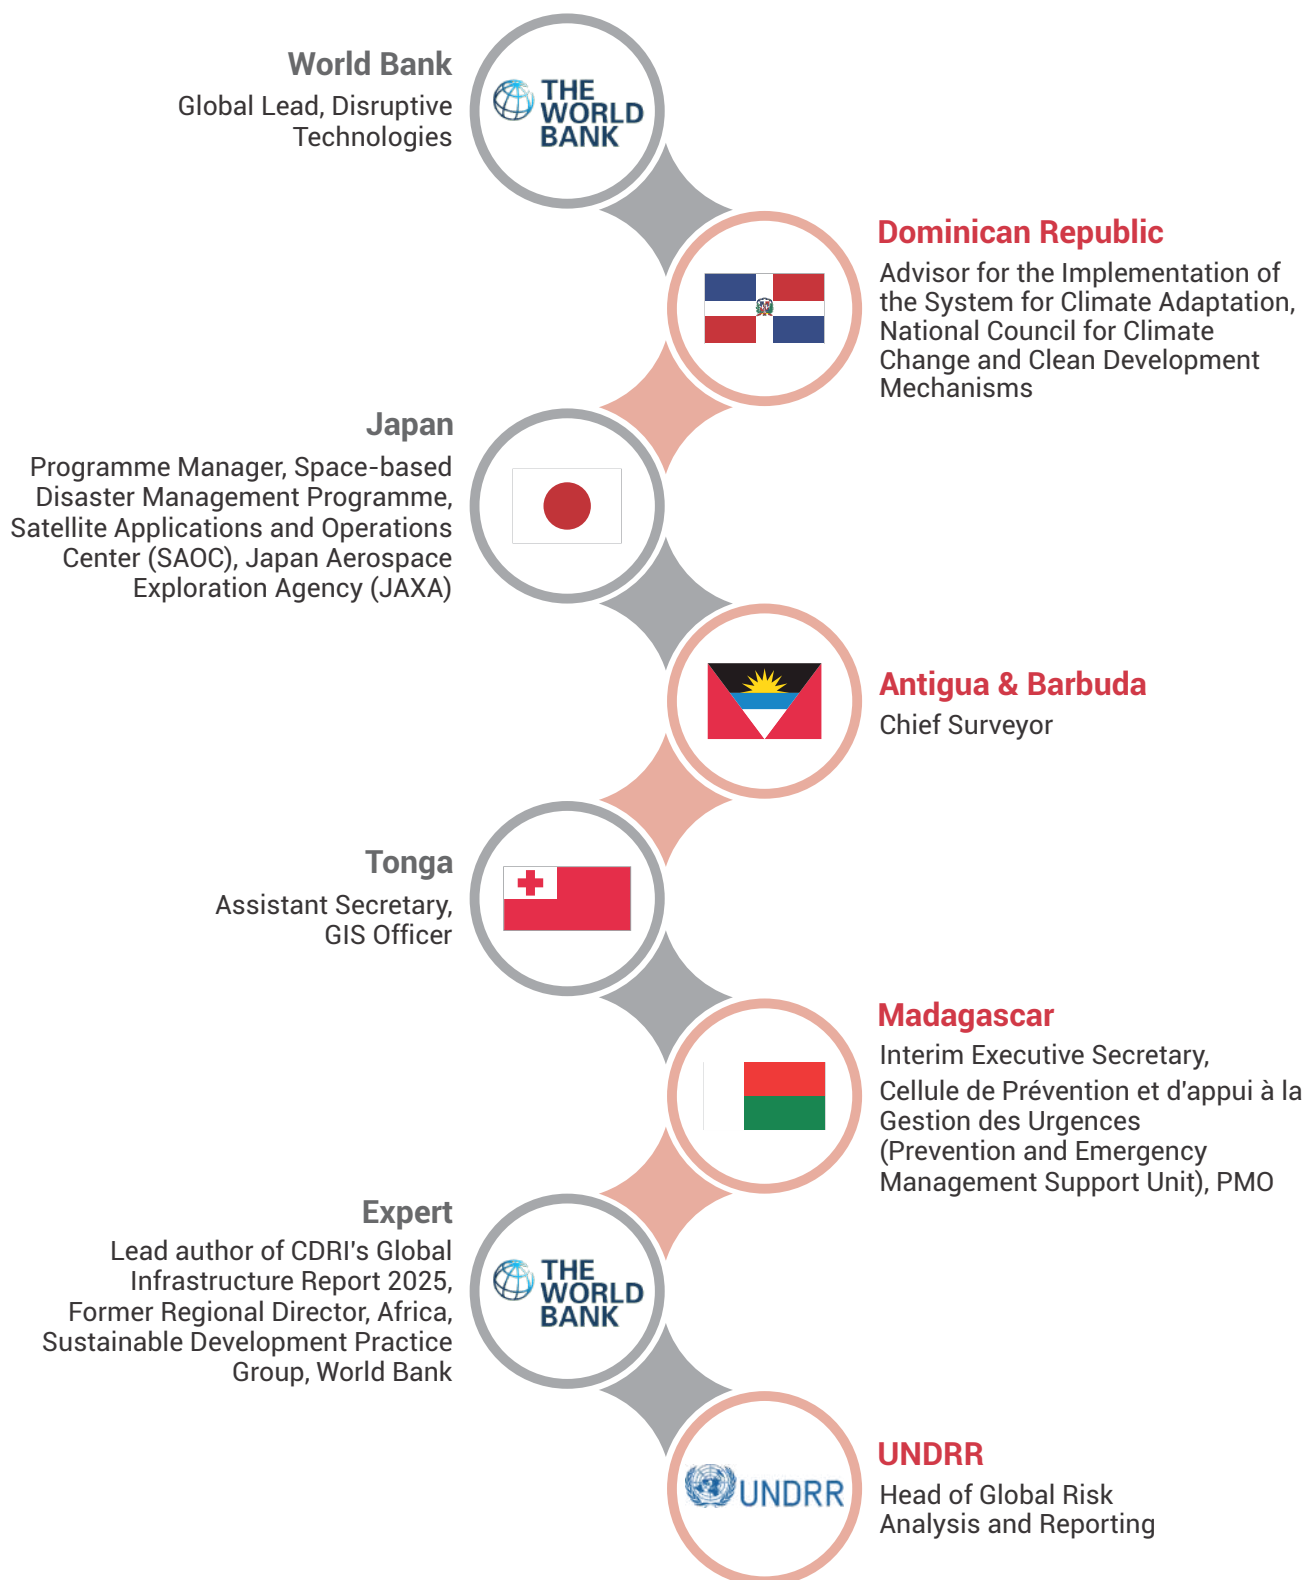 World Bank
Global Lead, Disruptive
Technologies
THE
WORLD
BANK
Dominican Republic
Advisor for the Implementation of
the System for Climate Adaptation,
National Council for Climate
Change and Clean Development
Mechanisms
Japan
Programme Manager, Space-based
Disaster Management Programme,
Satellite Applications and Operations
Center (SAOC), Japan Aerospace
Exploration Agency (JAXA)
Antigua & Barbuda
Chief Surveyor
Tonga
Assistant Secretary,
GIS Officer
Madagascar
Interim Executive Secretary,
Cellule de Prévention et d'appui à la
Gestion des Urgences
(Prevention and Emergency
Management Support Unit), PMO
Expert
Lead author of CDRI's Global
Infrastructure Report 2025,
Former Regional Director, Africa,
Sustainable Development Practice
Group, World Bank
THE
WORLD
BANK
UNDRR
Head of Global Risk
Analysis and Reporting
UNDRR